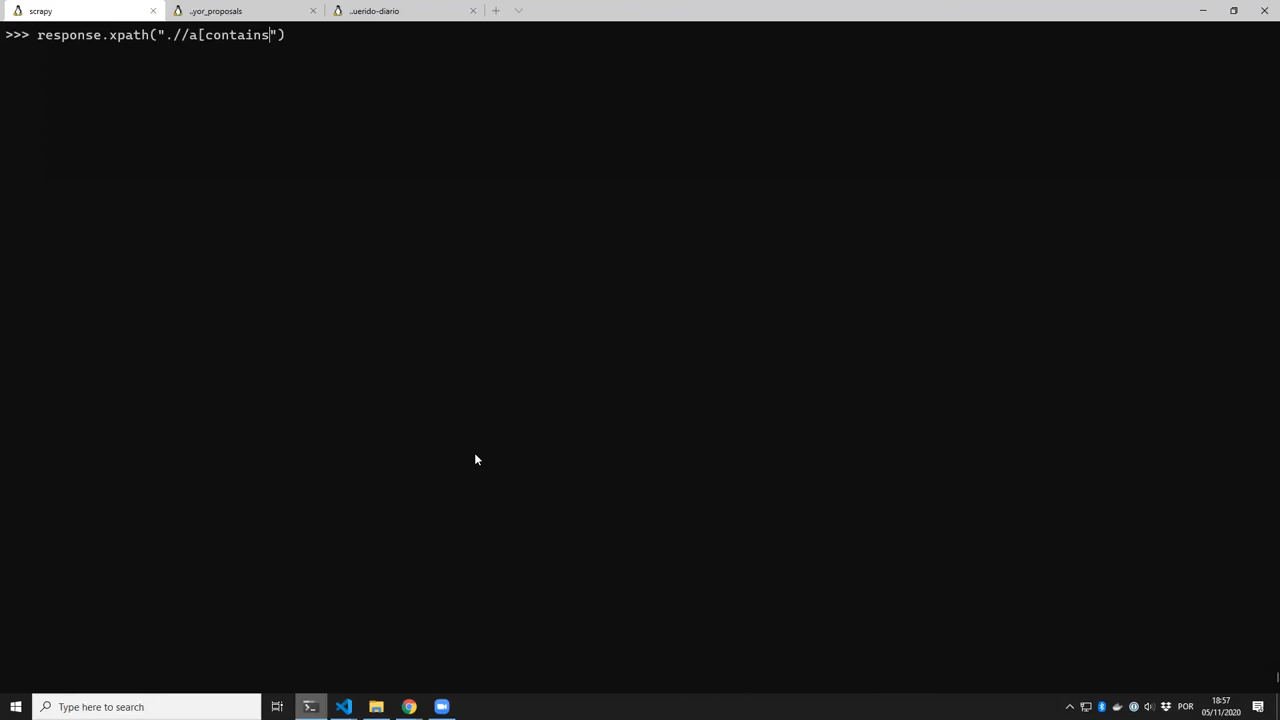 scrapy
..yor_proposals
..uerido-diario
>>> response.xpath(".//a[contains")
Type here to search
POR
18:57
05/11/2020